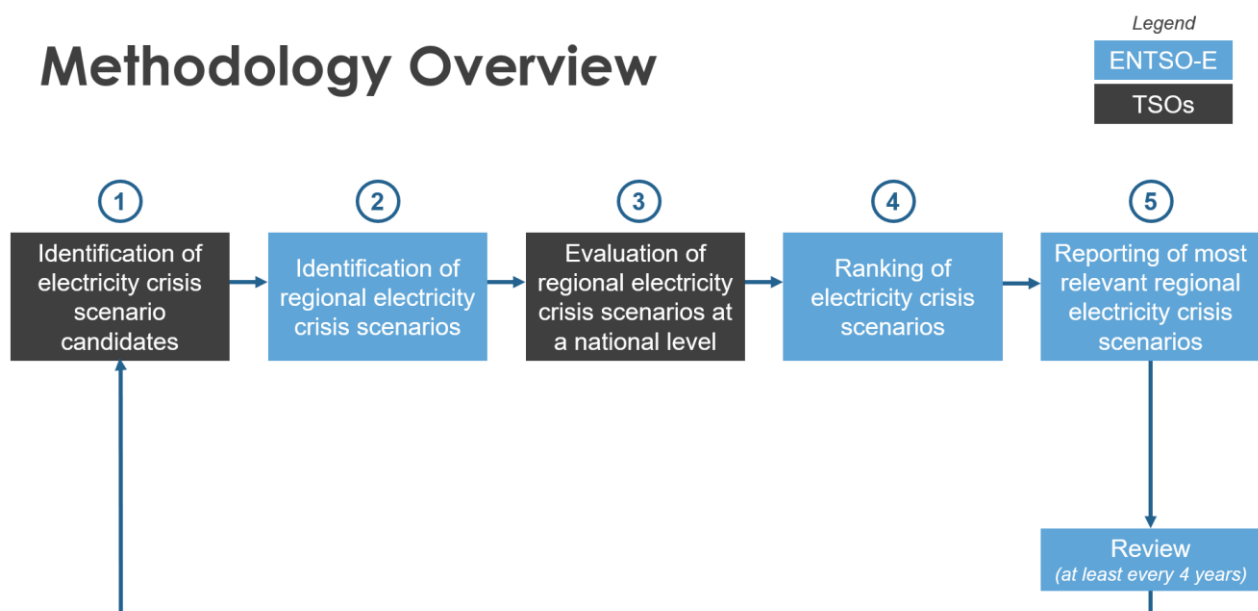 Methodology Overview
Legend
ENTSO-E
TSOs
1
Identification of
electricity crisis
scenario
candidates
2
Identification of
regional electricity
crisis scenarios
3
Evaluation of
regional electricity
crisis scenarios at
a national level
4
Ranking of
electricity crisis
scenarios
5
Reporting of most
relevant regional
electricity crisis
scenarios
Review
(at least every 4 years)